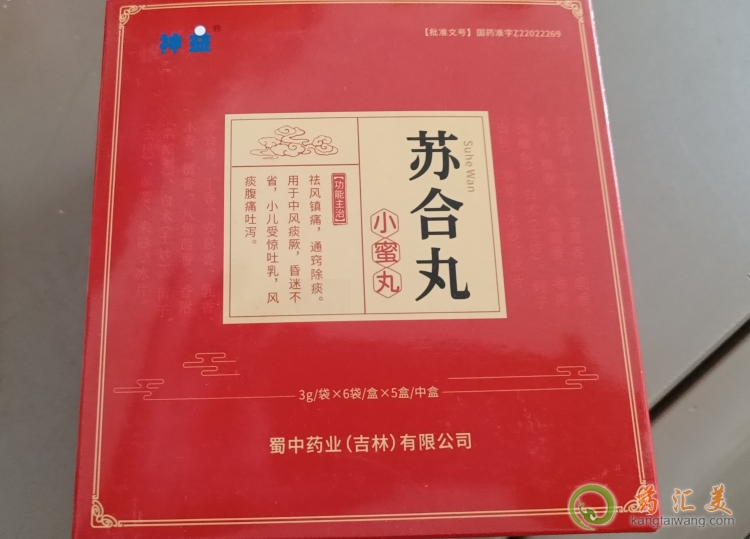 神益
【批准文号】国药准字Z22022269
苏合丸
Suhe Wan
小蜜丸
【功能主治】
祛风镇痛，通窍除痰。
用于中风痰厥，昏迷不
省，小儿受惊吐乳，风
痰腹痛吐泻。
3g/袋×6袋/盒×5盒/中盒
蜀中药业(吉林)有限公司
药汇美
kangfaiwang.com